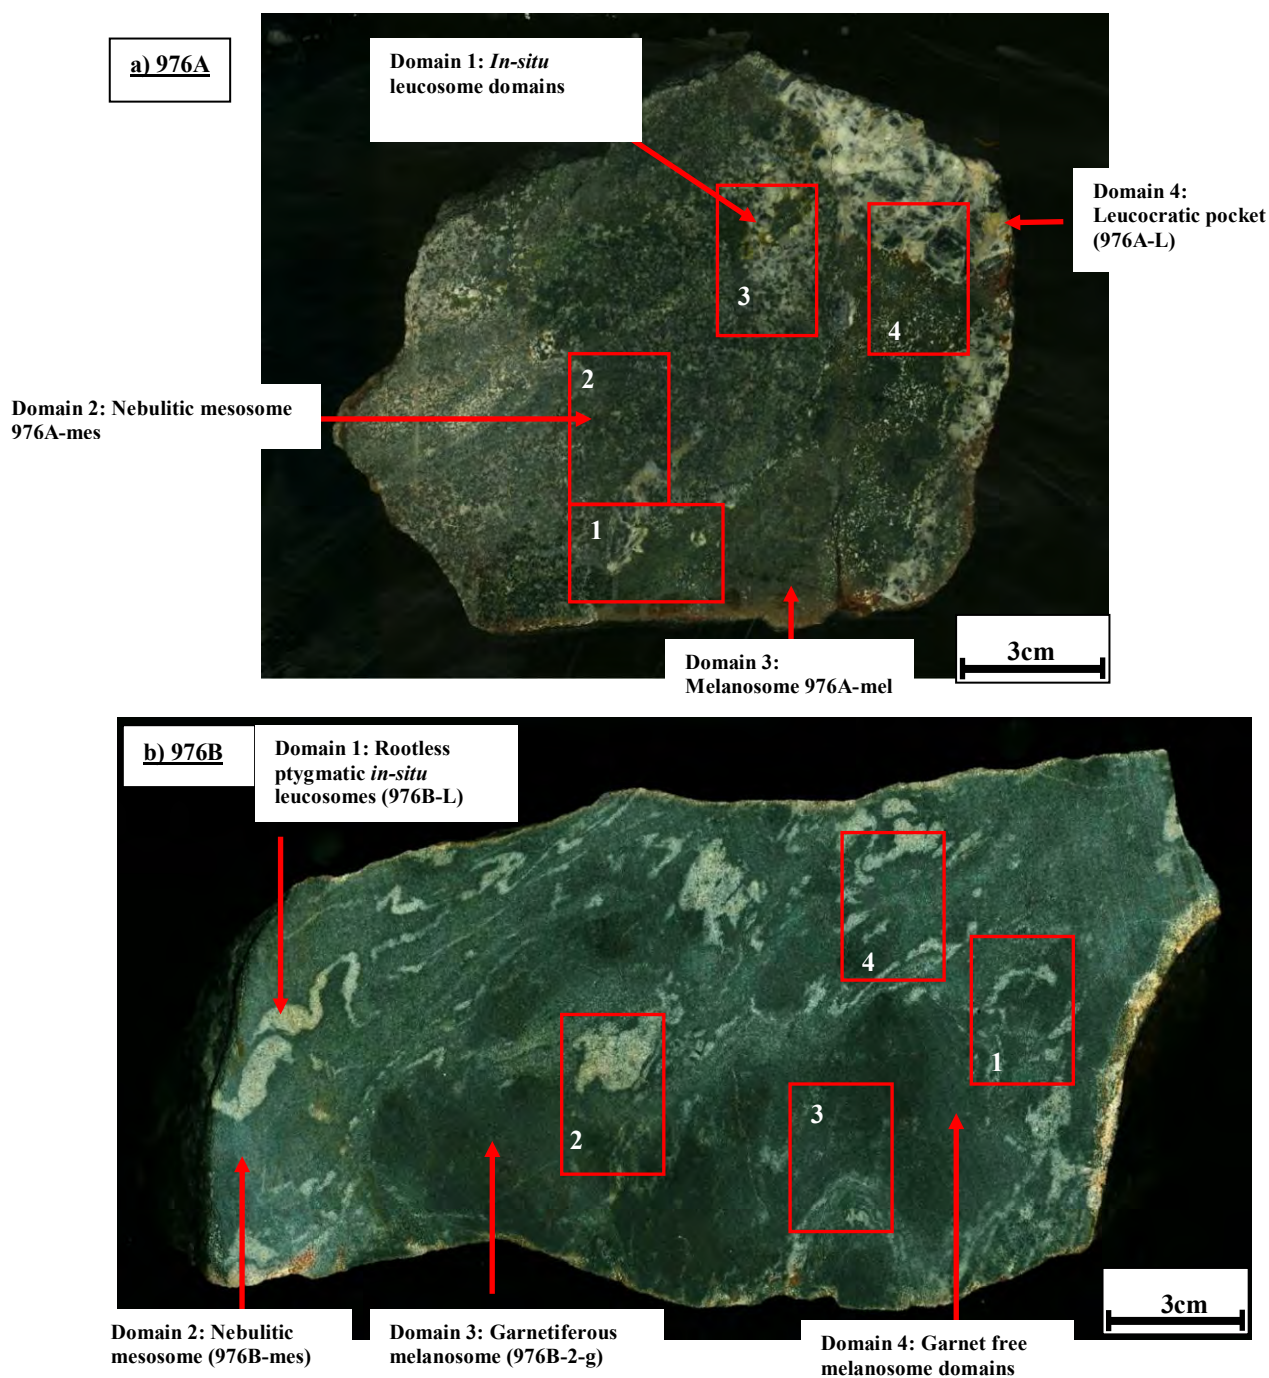 a) 976A
Domain 1: In-situ
leucosome domains
Domain 4:
Leucocratic pocket
(976A-L)
3
4
2
Domain 2: Nebulitic mesosome
976A-mes
1
Domain 3:
Melanosome 976A-mel
3cm
b) 976B
Domain 1: Rootless
ptygmatic in-situ
leucosomes (976B-L)
4
1
3
2
3cm
Domain 2: Nebulitic
mesosome (976B-mes)
Domain 3: Garnetiferous
melanosome (976B-2-g)
Domain 4: Garnet free
melanosome domains